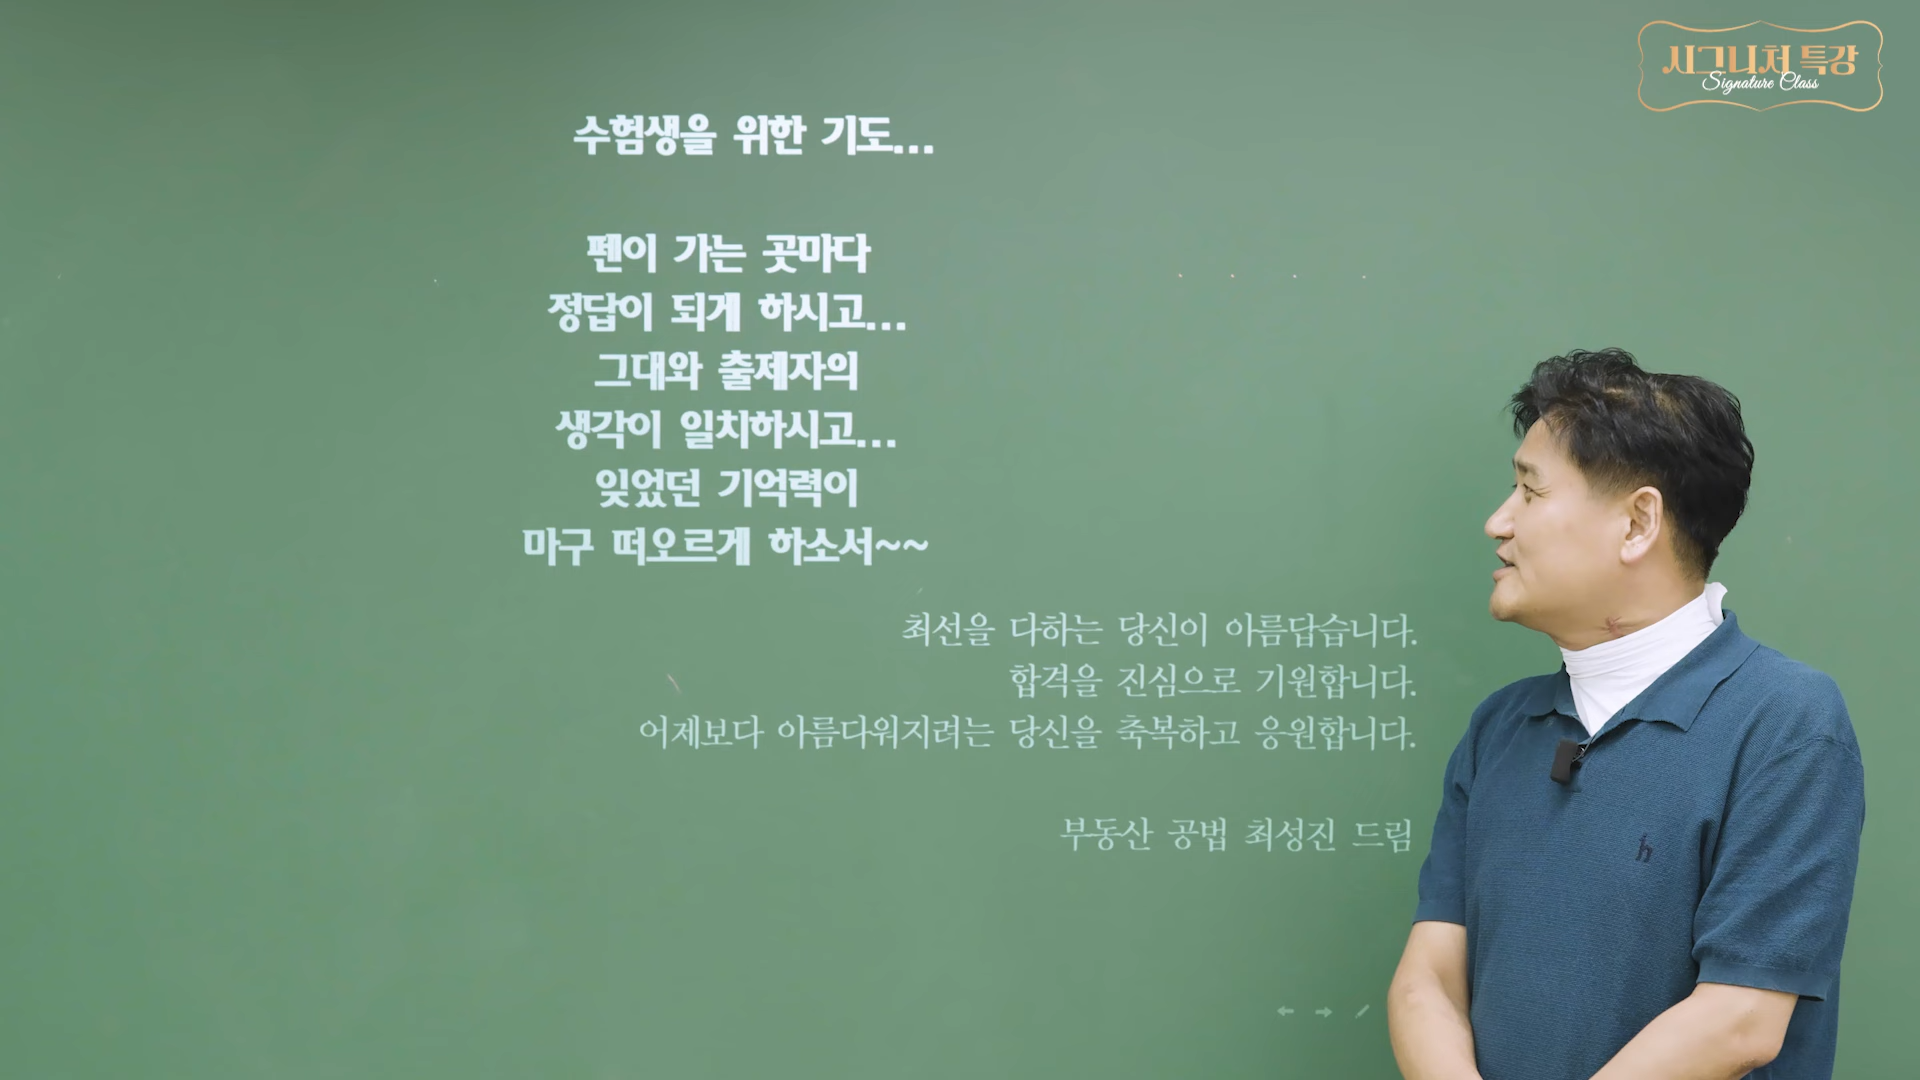 시그니처 특강
Signature Class
수험생을 위한 기도...
펜이 가는 곳마다
정답이 되게 하시고...
그대와 출제자의
생각이 일치하시고...
잊었던 기억력이
마구 떠오르게 하소서~~
최선을 다하는 당신이 아름답습니다.
합격을 진심으로 기원합니다.
어제보다 아름다워지려는 당신을 축복하고 응원합니다.
부동산 공법 최성진 드림
h